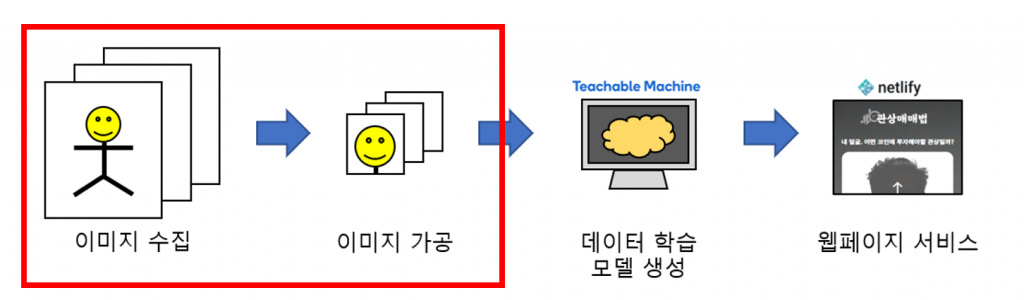 Teachable Machine
netlify
관상매매법
내 얼굴, 어떤 코인에 투자해야할 관상일까?
이미지 수집
이미지 가공
데이터 학습
모델 생성
웹페이지 서비스